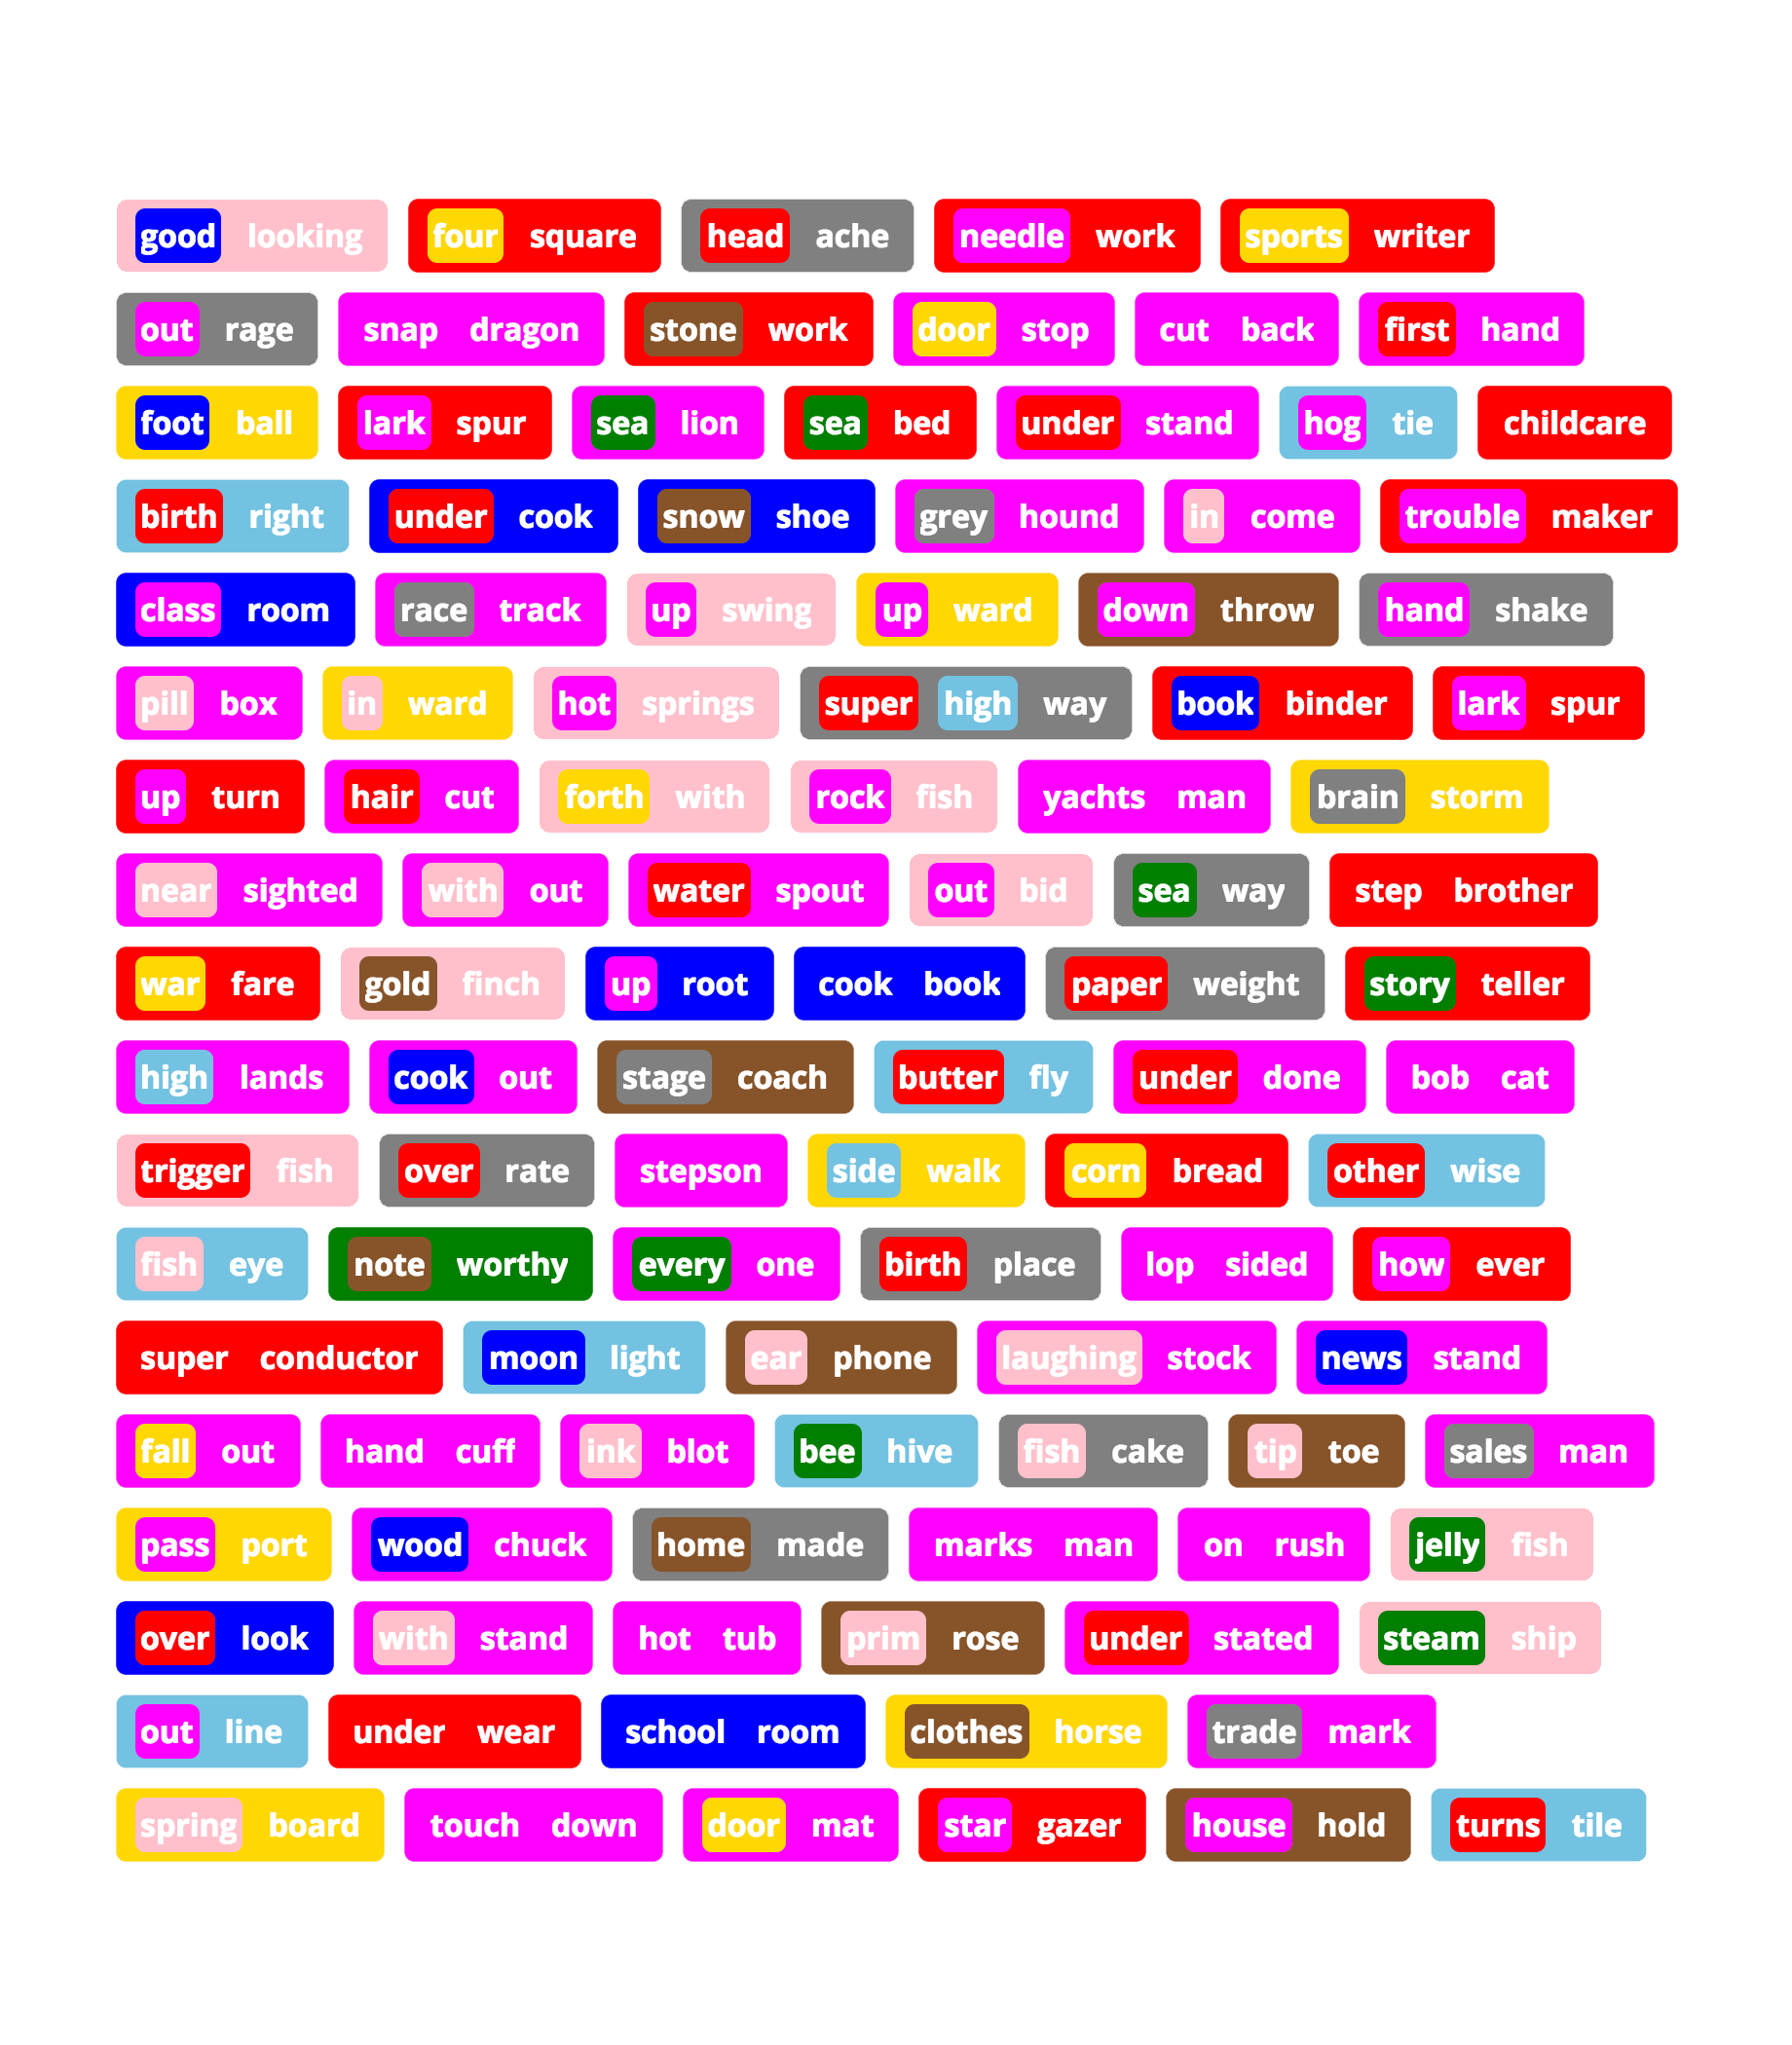 good looking four square head ache needle work sports writer
out rage snap dragon stone work door stop cut back first hand
foot ball lark spur sea lion sea bed under stand hog tie childcare
birth right under cook snow shoe grey hound in come trouble maker
class room race track up swing up ward down throw hand shake
pill box in ward hot springs super high way book binder lark spur
up turn hair cut forth with rock fish yachts man brain storm
near sighted with out water spout out bid sea way step brother
war fare gold finch up root cook book paper weight story teller
high lands cook out stage coach butter fly under done bob cat
trigger fish over rate stepson side walk corn bread other wise
fish eye note worthy every one birth place lop sided how ever
super conductor moon light ear phone laughing stock news stand
fall out hand cuff ink blot bee hive fish cake tip toe sales man
pass port wood chuck home made marks man on rush jelly fish
over look with stand hot tub prim rose under stated steam ship
out line under wear school room clothes horse trade mark
spring board touch down door mat star gazer house hold turns tile